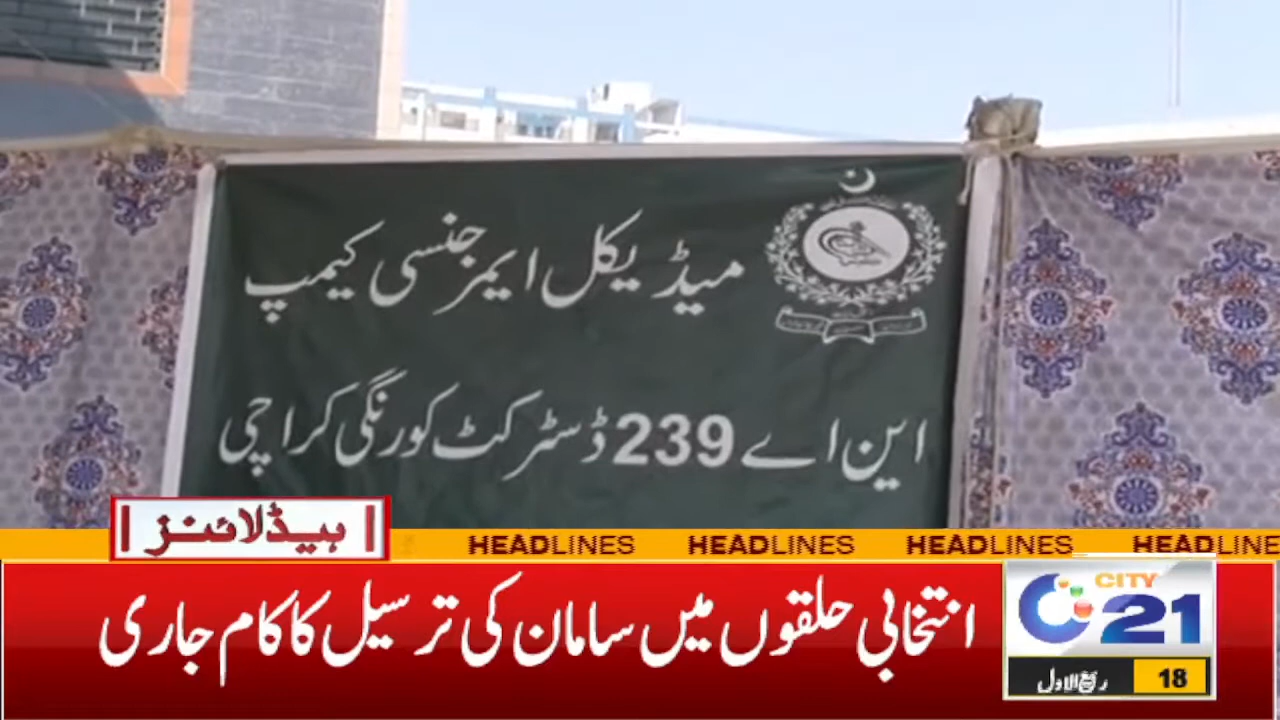 میڈیکل ایمرجنسی کیمپ
این اے 239 ڈسٹرکٹ کورنگی کراچی
ہیڈلائنز
HEADLINES HEADLINES HEADLINES HEADLINE
انتخابی حلقوں میں سامان کی ترسیل کا کام جاری
CITY
21
18 ربیع الاول